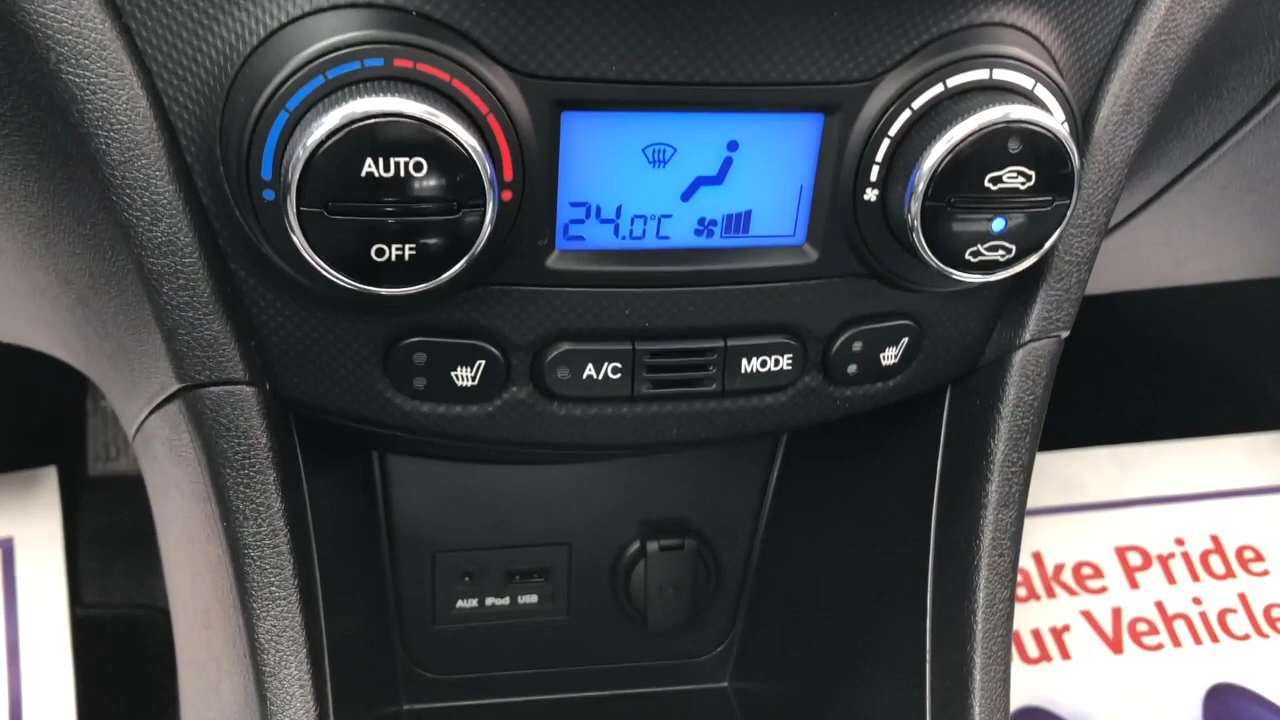 AUTO
OFF
24.0°C
A/C
MODE
AUX iPod USB
ake Pride
ur Vehicle